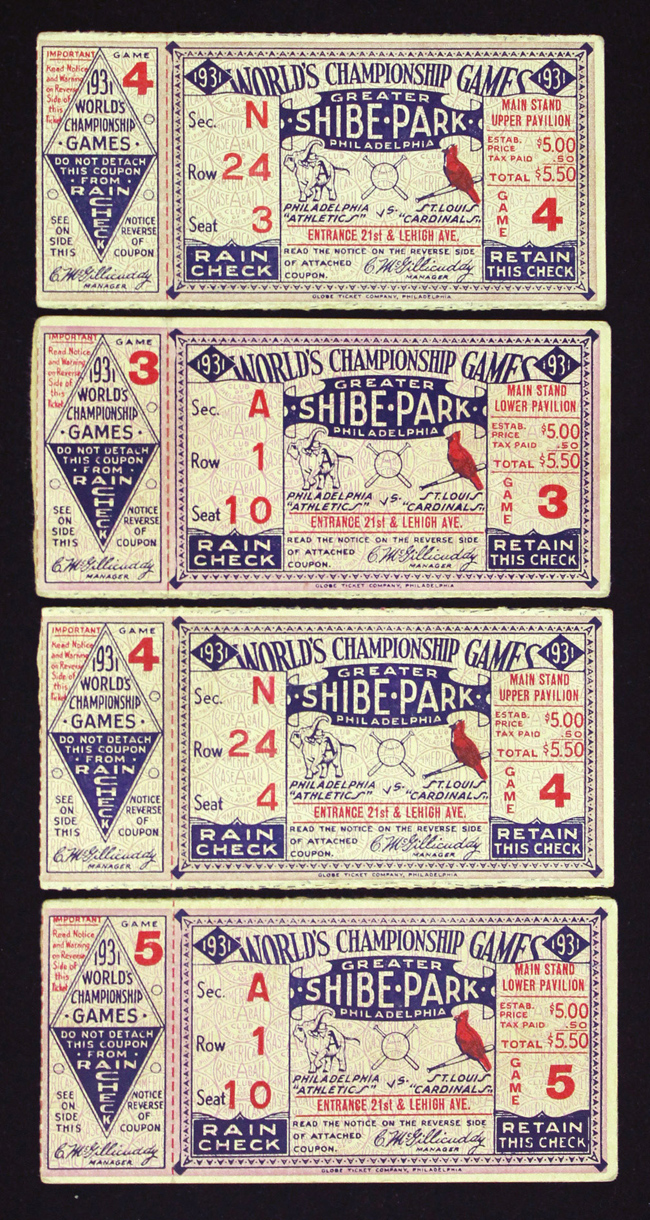 IMPORTANT
GAME
4
Read Notice
and Warning
on Reverse
Side of
this
Ticket
1931
WORLD'S
CHAMPIONSHIP
· GAMES ·
DO NOT DETACH
THIS COUPON
· FROM ·
RAIN
CHECK
SEE
ON
SIDE
THIS
NOTICE
REVERSE
OF
COUPON
C. McGillicuddy
MANAGER
1931 WORLD'S CHAMPIONSHIP GAMES 1931
GREATER
· SHIBE · PARK ·
PHILADELPHIA
Sec. N
Row 24
Seat 3
PHILADELPHIA "ATHLETICS" VS. ST. LOUIS "CARDINALS"
ENTRANCE 21st & LEHIGH AVE.
RAIN CHECK
READ THE NOTICE ON THE REVERSE SIDE
OF ATTACHED
COUPON.
C. McGillicuddy
MANAGER
MAIN STAND
UPPER PAVILION
ESTAB. PRICE $5.00
TAX PAID .50
TOTAL $5.50
GAME 4
RETAIN
THIS CHECK
GLOBE TICKET COMPANY, PHILADELPHIA
IMPORTANT
GAME
3
Read Notice
and Warning
on Reverse
Side of
this
Ticket
1931
WORLD'S
CHAMPIONSHIP
· GAMES ·
DO NOT DETACH
THIS COUPON
· FROM ·
RAIN
CHECK
SEE
ON
SIDE
THIS
NOTICE
REVERSE
OF
COUPON
C. McGillicuddy
MANAGER
1931 WORLD'S CHAMPIONSHIP GAMES 1931
GREATER
· SHIBE · PARK ·
PHILADELPHIA
Sec. A
Row 1
Seat 10
PHILADELPHIA "ATHLETICS" VS. ST. LOUIS "CARDINALS"
ENTRANCE 21st & LEHIGH AVE.
RAIN CHECK
READ THE NOTICE ON THE REVERSE SIDE
OF ATTACHED
COUPON.
C. McGillicuddy
MANAGER
MAIN STAND
LOWER PAVILION
ESTAB. PRICE $5.00
TAX PAID .50
TOTAL $5.50
GAME 3
RETAIN
THIS CHECK
GLOBE TICKET COMPANY, PHILADELPHIA
IMPORTANT
GAME
4
Read Notice
and Warning
on Reverse
Side of
this
Ticket
1931
WORLD'S
CHAMPIONSHIP
· GAMES ·
DO NOT DETACH
THIS COUPON
· FROM ·
RAIN
CHECK
SEE
ON
SIDE
THIS
NOTICE
REVERSE
OF
COUPON
C. McGillicuddy
MANAGER
1931 WORLD'S CHAMPIONSHIP GAMES 1931
GREATER
· SHIBE · PARK ·
PHILADELPHIA
Sec. N
Row 24
Seat 4
PHILADELPHIA "ATHLETICS" VS. ST. LOUIS "CARDINALS"
ENTRANCE 21st & LEHIGH AVE.
RAIN CHECK
READ THE NOTICE ON THE REVERSE SIDE
OF ATTACHED
COUPON.
C. McGillicuddy
MANAGER
MAIN STAND
UPPER PAVILION
ESTAB. PRICE $5.00
TAX PAID .50
TOTAL $5.50
GAME 4
RETAIN
THIS CHECK
GLOBE TICKET COMPANY, PHILADELPHIA
IMPORTANT
GAME
5
Read Notice
and Warning
on Reverse
Side of
this
Ticket
1931
WORLD'S
CHAMPIONSHIP
· GAMES ·
DO NOT DETACH
THIS COUPON
· FROM ·
RAIN
CHECK
SEE
ON
SIDE
THIS
NOTICE
REVERSE
OF
COUPON
C. McGillicuddy
MANAGER
1931 WORLD'S CHAMPIONSHIP GAMES 1931
GREATER
· SHIBE · PARK ·
PHILADELPHIA
Sec. A
Row 1
Seat 10
PHILADELPHIA "ATHLETICS" VS. ST. LOUIS "CARDINALS"
ENTRANCE 21st & LEHIGH AVE.
RAIN CHECK
READ THE NOTICE ON THE REVERSE SIDE
OF ATTACHED
COUPON.
C. McGillicuddy
MANAGER
MAIN STAND
LOWER PAVILION
ESTAB. PRICE $5.00
TAX PAID .50
TOTAL $5.50
GAME 5
RETAIN
THIS CHECK
GLOBE TICKET COMPANY, PHILADELPHIA